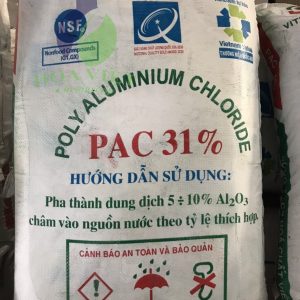 NSF
Nonfood Compounds
POLY ALUMINIUM CHLORIDE
PAC 31%
HƯỚNG DẪN SỬ DỤNG:
Pha thành dung dịch 5 ÷ 10% Al₂O₃
châm vào nguồn nước theo tỷ lệ thích hợp.
CẢNH BÁO AN TOÀN VÀ BẢO QUẢN